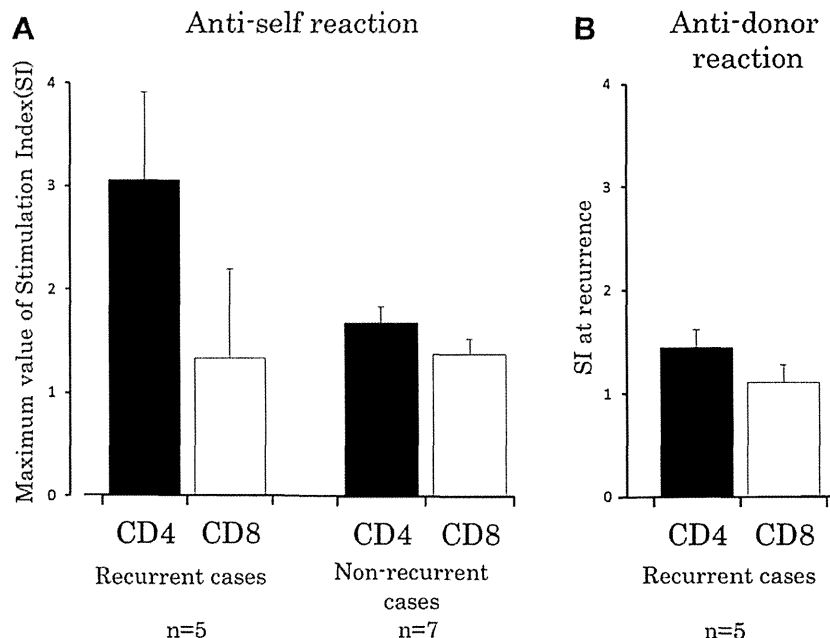 A
Anti-self reaction
Maximum value of Stimulation Index(SI)
4
3
2
1
0
CD4 CD8
CD4 CD8
Recurrent cases
Non-recurrent
cases
n=5
n=7
B
Anti-donor
reaction
SI at recurrence
4
3
2
1
0
CD4 CD8
Recurrent cases
n=5